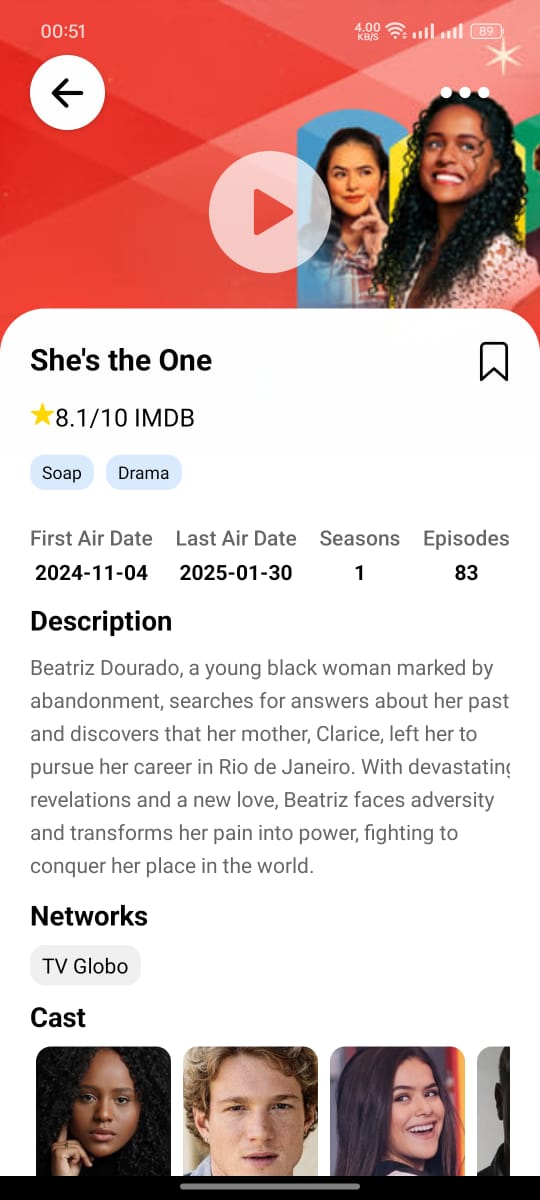 00:51
4.00
KB/S
89
She's the One
8.1/10 IMDB
Soap
Drama
First Air Date
Last Air Date
Seasons
Episodes
2024-11-04
2025-01-30
1
83
Description
Beatriz Dourado, a young black woman marked by
abandonment, searches for answers about her past
and discovers that her mother, Clarice, left her to
pursue her career in Rio de Janeiro. With devastating
revelations and a new love, Beatriz faces adversity
and transforms her pain into power, fighting to
conquer her place in the world.
Networks
TV Globo
Cast